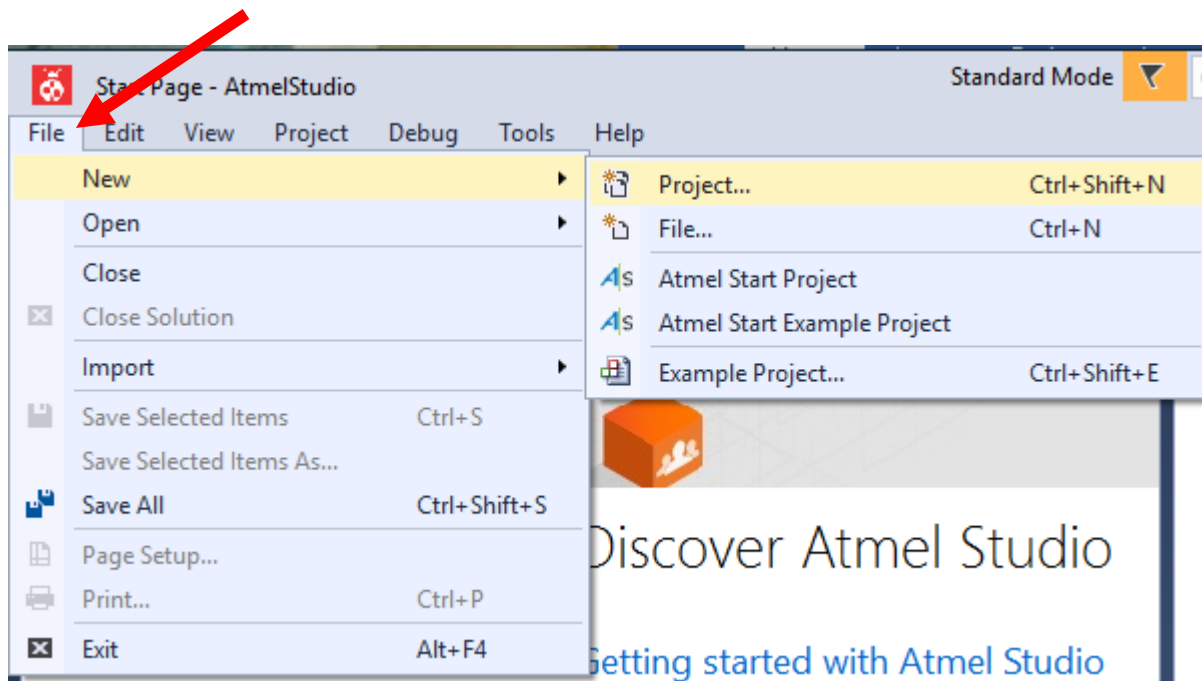 Start Page - AtmelStudio
Standard Mode
File Edit View Project Debug Tools Help
New
Open
Close
Close Solution
Import
Save Selected Items Ctrl+S
Save Selected Items As...
Save All Ctrl+Shift+S
Page Setup...
Print... Ctrl+P
Exit Alt+F4
Project... Ctrl+Shift+N
File... Ctrl+N
A|s Atmel Start Project
A|s Atmel Start Example Project
Example Project... Ctrl+Shift+E
Discover Atmel Studio
Getting started with Atmel Studio